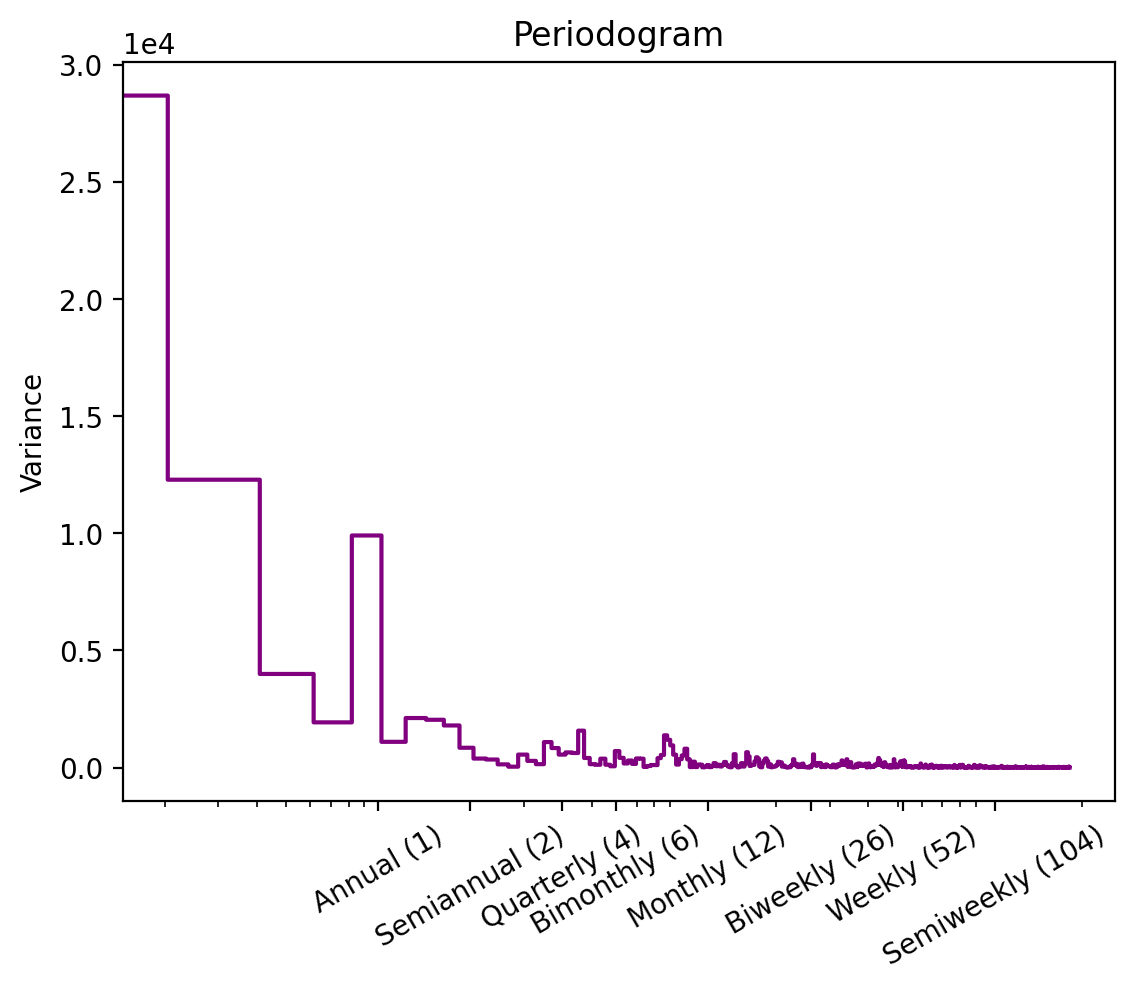 Periodogram
1e4
3.0
2.5
2.0
1.5
1.0
0.5
0.0
Variance
Annual (1)
Semiannual (2)
Quarterly (4)
Bimonthly (6)
Monthly (12)
Biweekly (26)
Weekly (52)
Semiweekly (104)